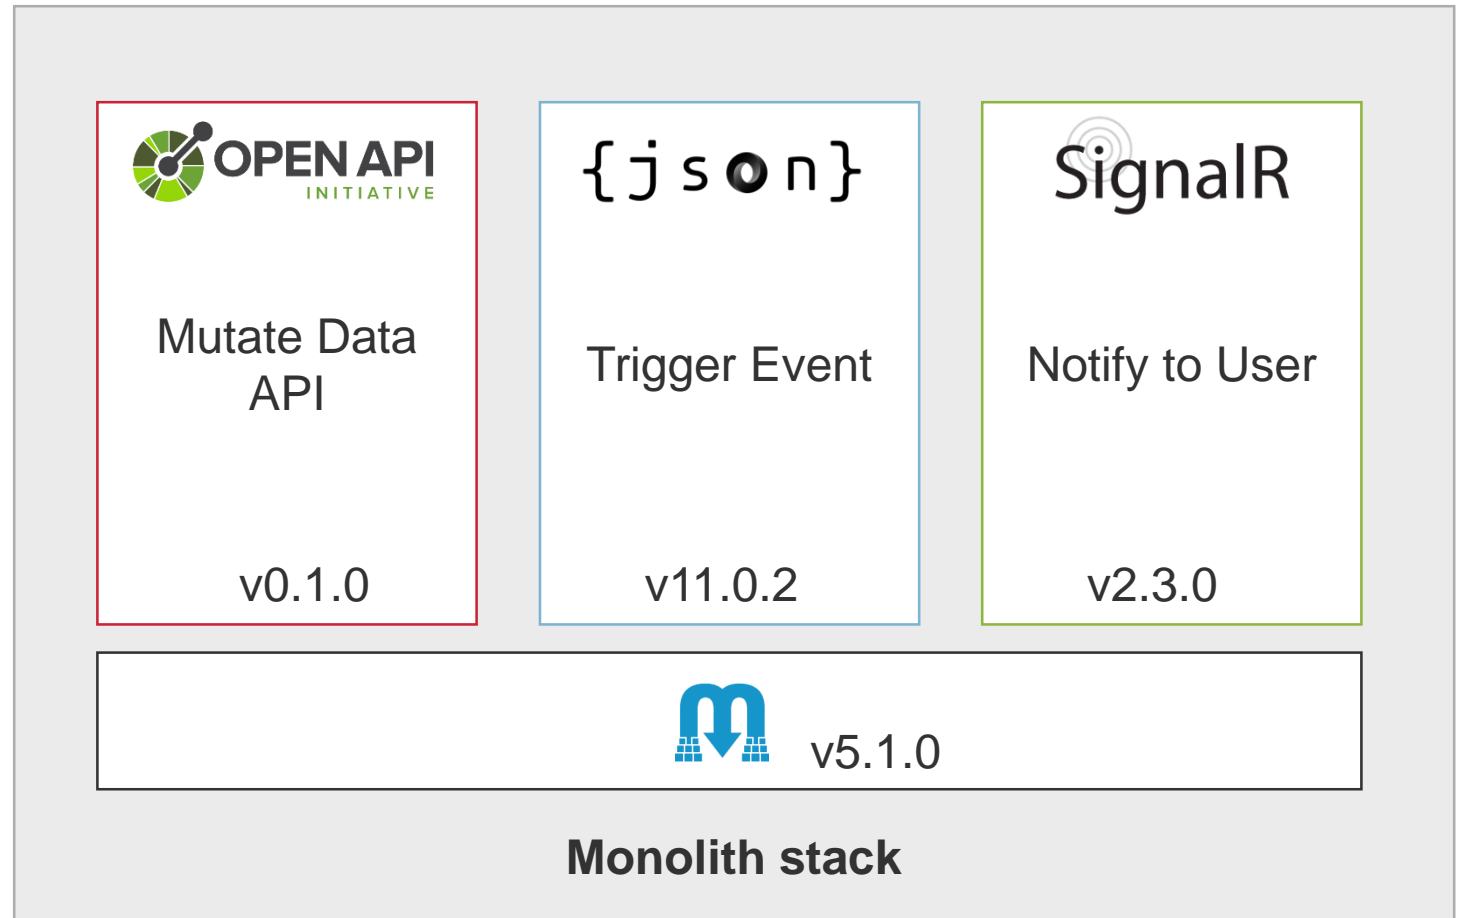 OPEN API
INITIATIVE
{json}
SignalR
Mutate Data
API
Trigger Event
Notify to User
v0.1.0
v11.0.2
v2.3.0
v5.1.0
Monolith stack